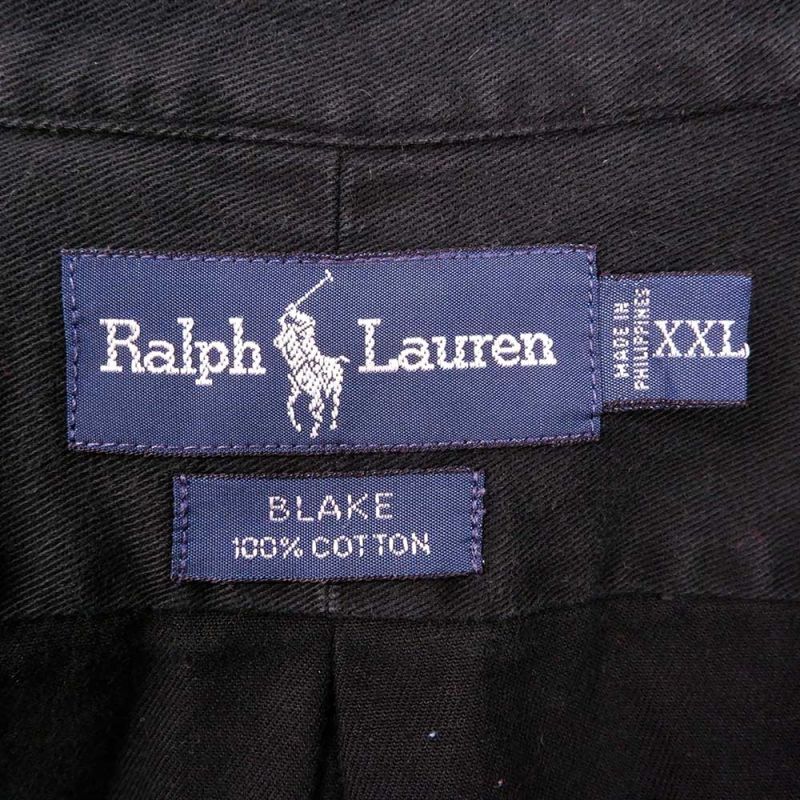 Ralph Lauren
MADE IN
PHILIPPINES
XXL
BLAKE
100% COTTON